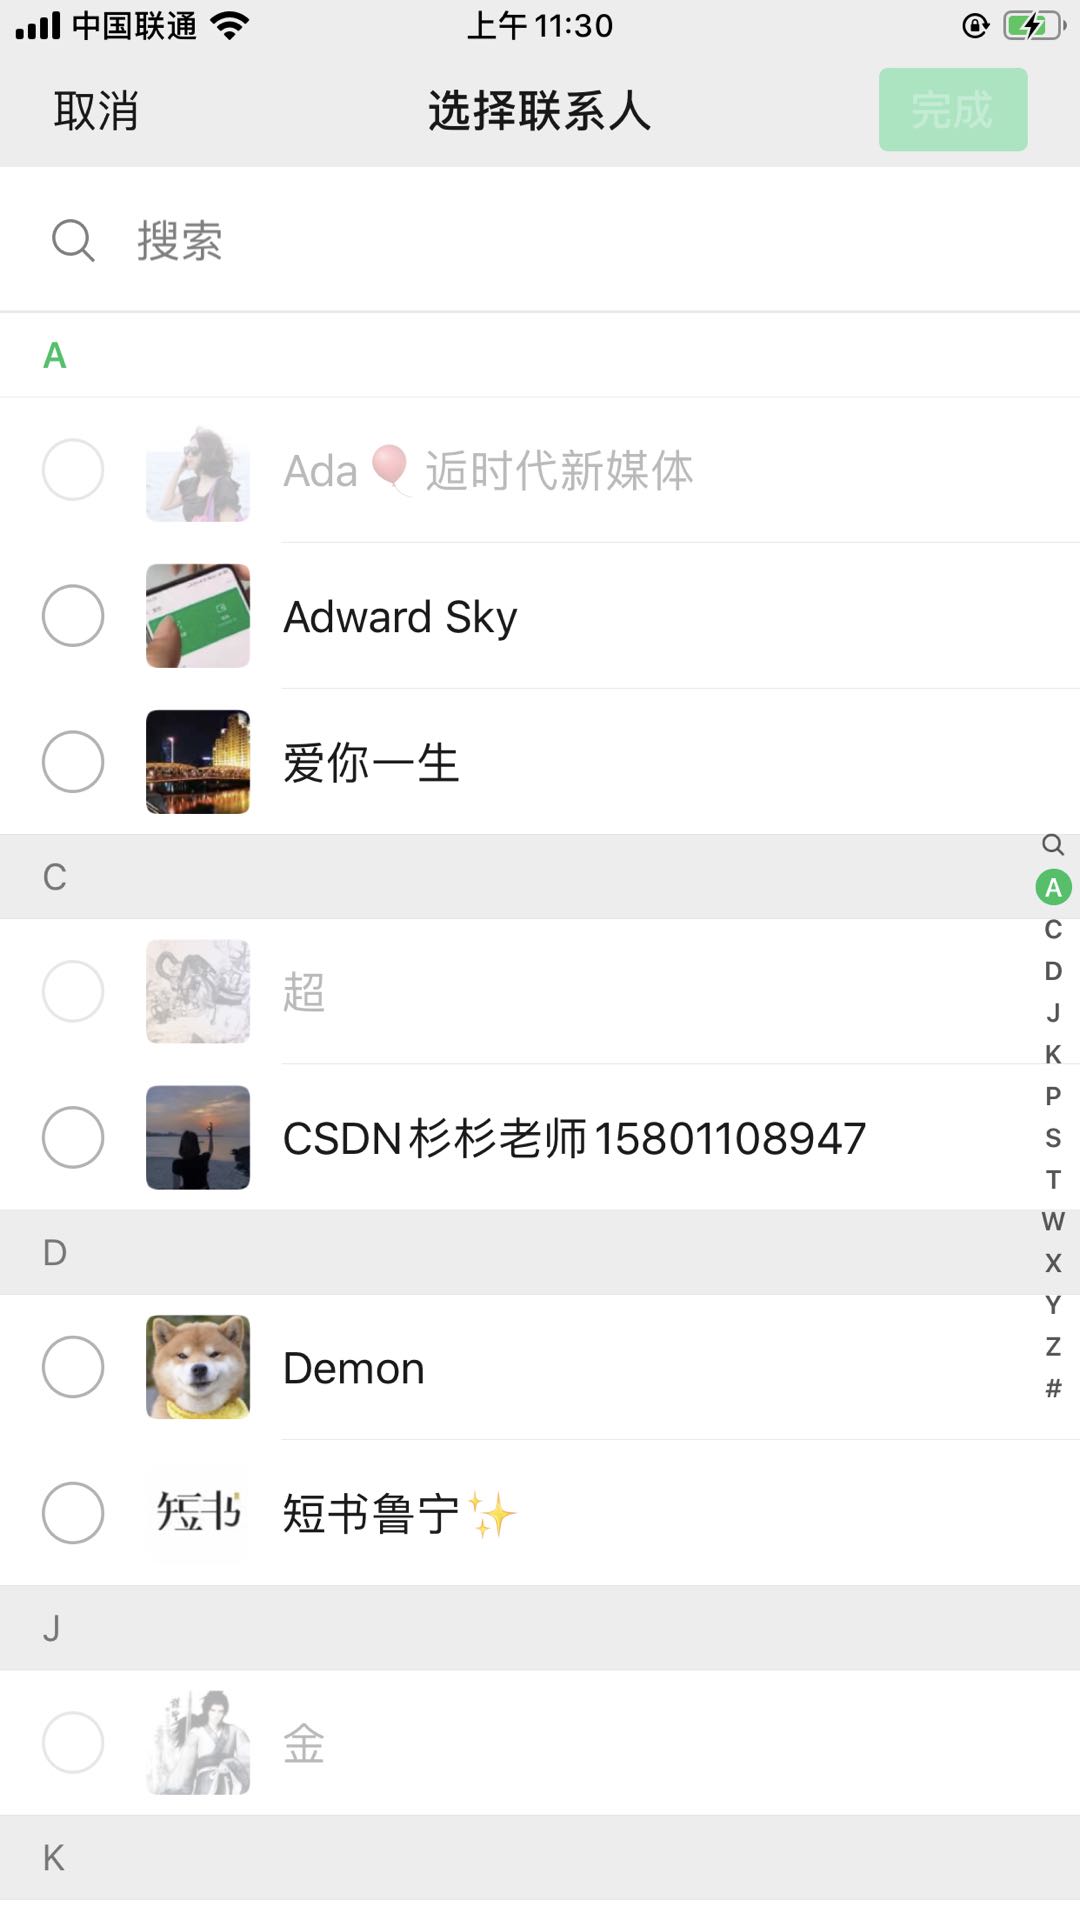 中国联通 上午11:30
取消 选择联系人 完成
搜索
A
Ada🎈逅时代新媒体
Adward Sky
爱你一生
C
A
超
C
D
J
K
CSDN杉杉老师15801108947
P
S
T
D
W
X
Demon
Y
Z
#
短书
短书鲁宁✨
J
金
K